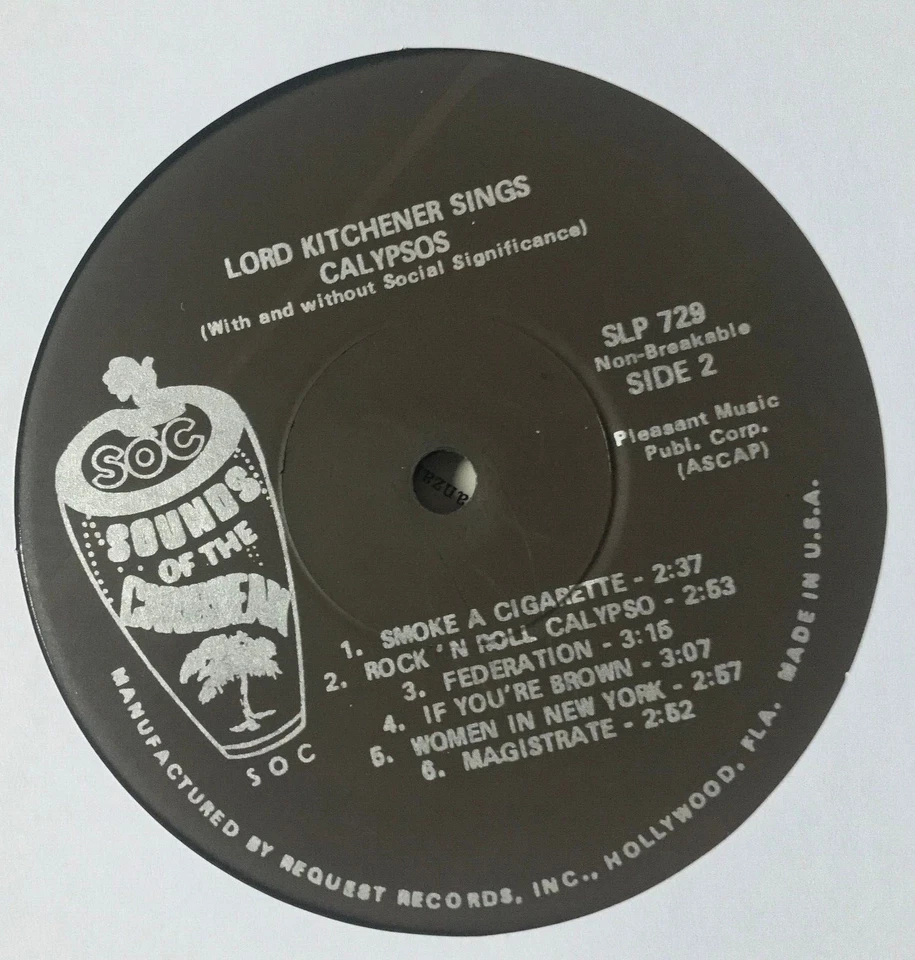 LORD KITCHENER SINGS
CALYPSOS
(With and without Social Significance)
SLP 729
Non-Breakable
SIDE 2
Pleasant Music
Publ. Corp.
(ASCAP)
SOC
SOUNDS
OF THE
CARIBBEAN
SOC
1. SMOKE A CIGARETTE - 2:37
2. ROCK 'N ROLL CALYPSO - 2:53
3. FEDERATION - 3:15
4. IF YOU'RE BROWN - 3:07
5. WOMEN IN NEW YORK - 2:57
6. MAGISTRATE - 2:52
MANUFACTURED BY REQUEST RECORDS, INC., HOLLYWOOD, FLA. MADE IN U.S.A.